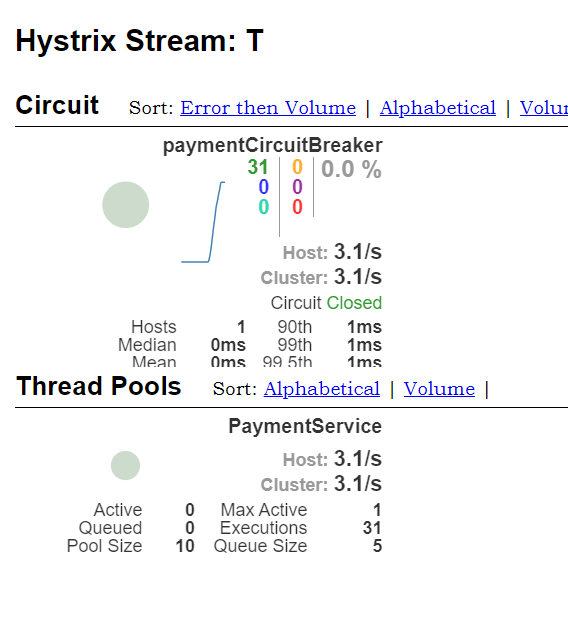 Hystrix Stream: T
Circuit Sort: Error then Volume | Alphabetical | Volu
paymentCircuitBreaker
31 0 0.0 %
0 0
0 0
Host: 3.1/s
Cluster: 3.1/s
Circuit Closed
Hosts 1 90th 1ms
Median 0ms 99th 1ms
Mean 0ms 99.5th 1ms
Thread Pools Sort: Alphabetical | Volume |
PaymentService
Host: 3.1/s
Cluster: 3.1/s
Active 0 Max Active 1
Queued 0 Executions 31
Pool Size 10 Queue Size 5